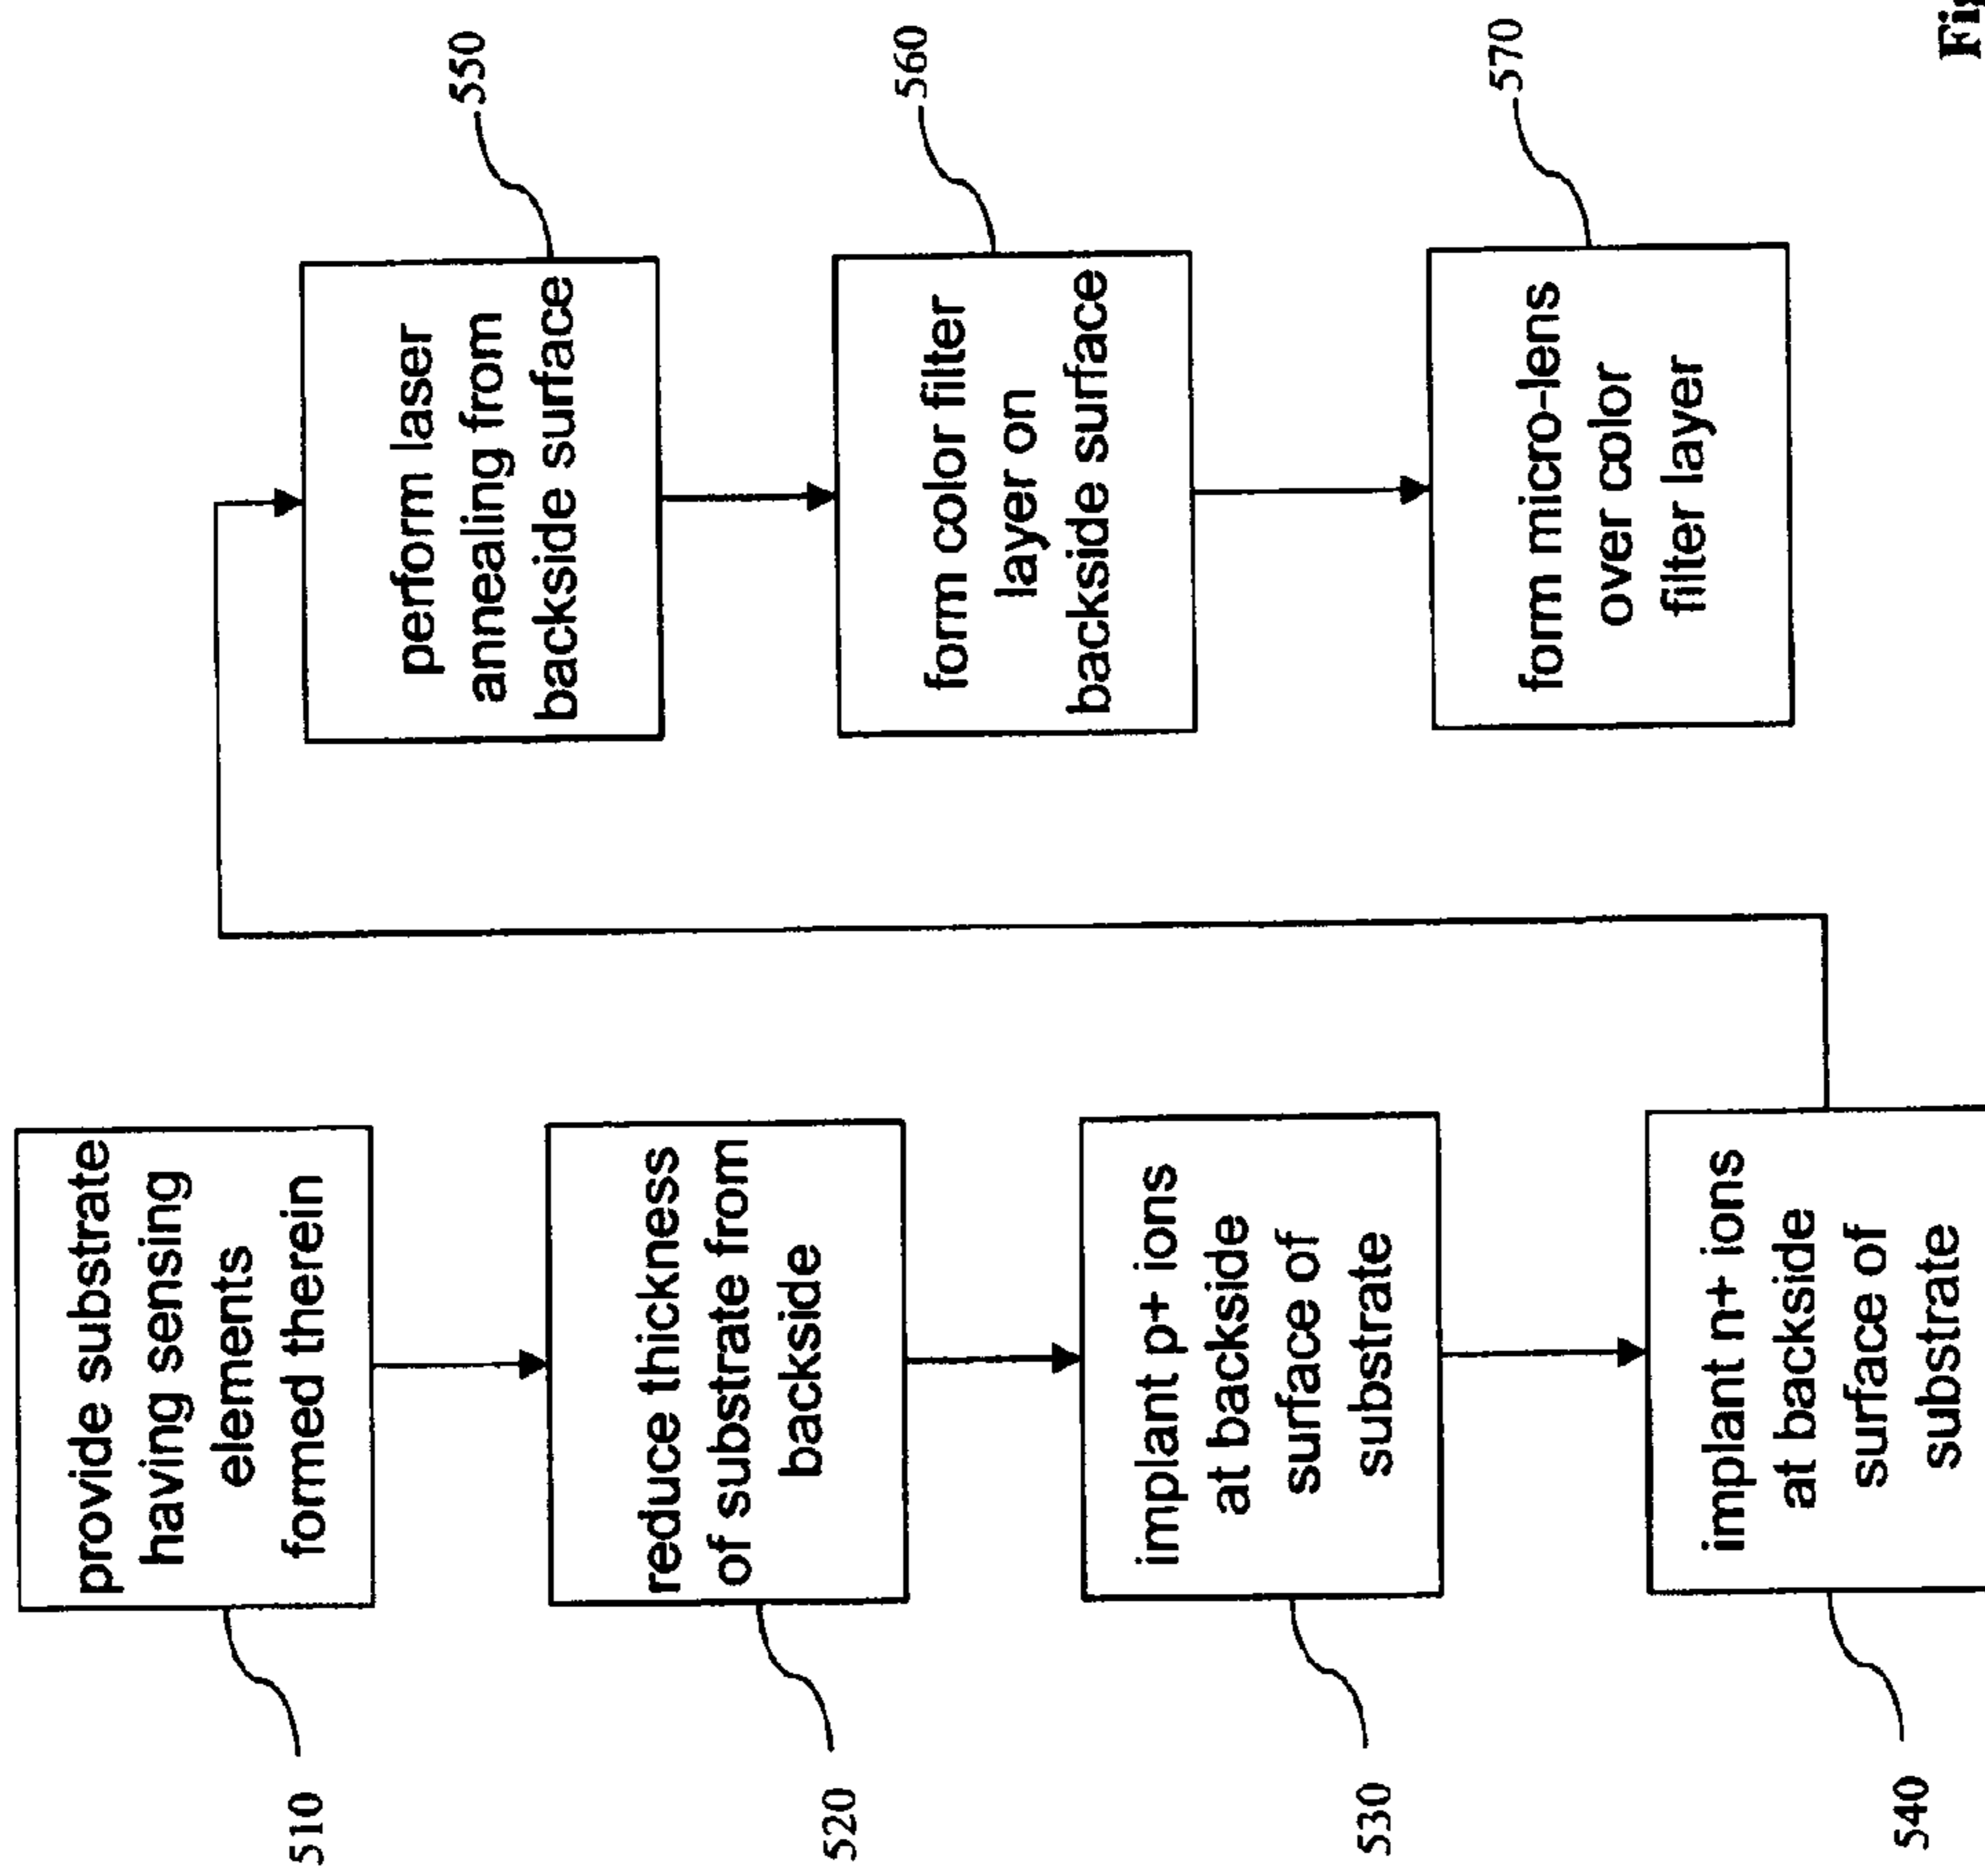 510
provide substrate
having sensing
elements
formed therein
520
reduce thickness
of substrate from
backside
530
implant p+ ions
at backside
surface of
substrate
540
implant n+ ions
at backside
surface of
substrate
550
perform laser
annealing from
backside surface
560
form color filter
layer on
backside surface
570
form micro-lens
over color
filter layer